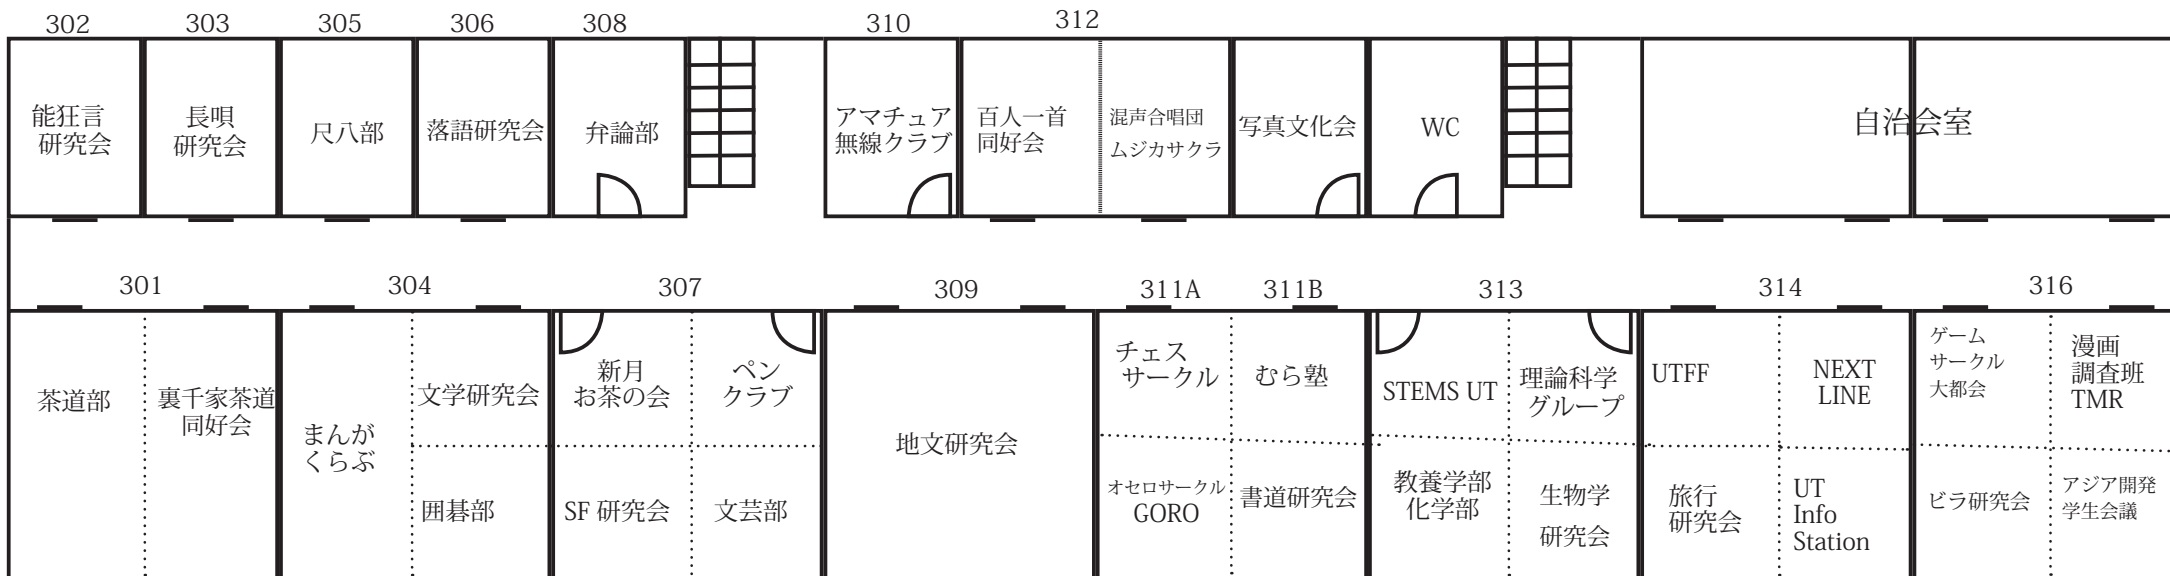 302
303
305
306
308
310
312
能狂言
研究会
長唄
研究会
尺八部
落語研究会
弁論部
アマチュア
無線クラブ
百人一首
同好会
混声合唱団
ムジカサクラ
写真文化会
WC
自治会室
301
304
307
309
311A
311B
313
314
316
茶道部
裏千家茶道
同好会
まんが
くらぶ
文学研究会
囲碁部
新月
お茶の会
ペン
クラブ
SF 研究会
文芸部
地文研究会
チェス
サークル
むら塾
オセロサークル
GORO
書道研究会
STEMS UT
理論科学
グループ
教養学部
化学部
生物学
研究会
UTFF
NEXT
LINE
旅行
研究会
UT
Info
Station
ゲーム
サークル
大都会
漫画
調査班
TMR
ビラ研究会
アジア開発
学生会議